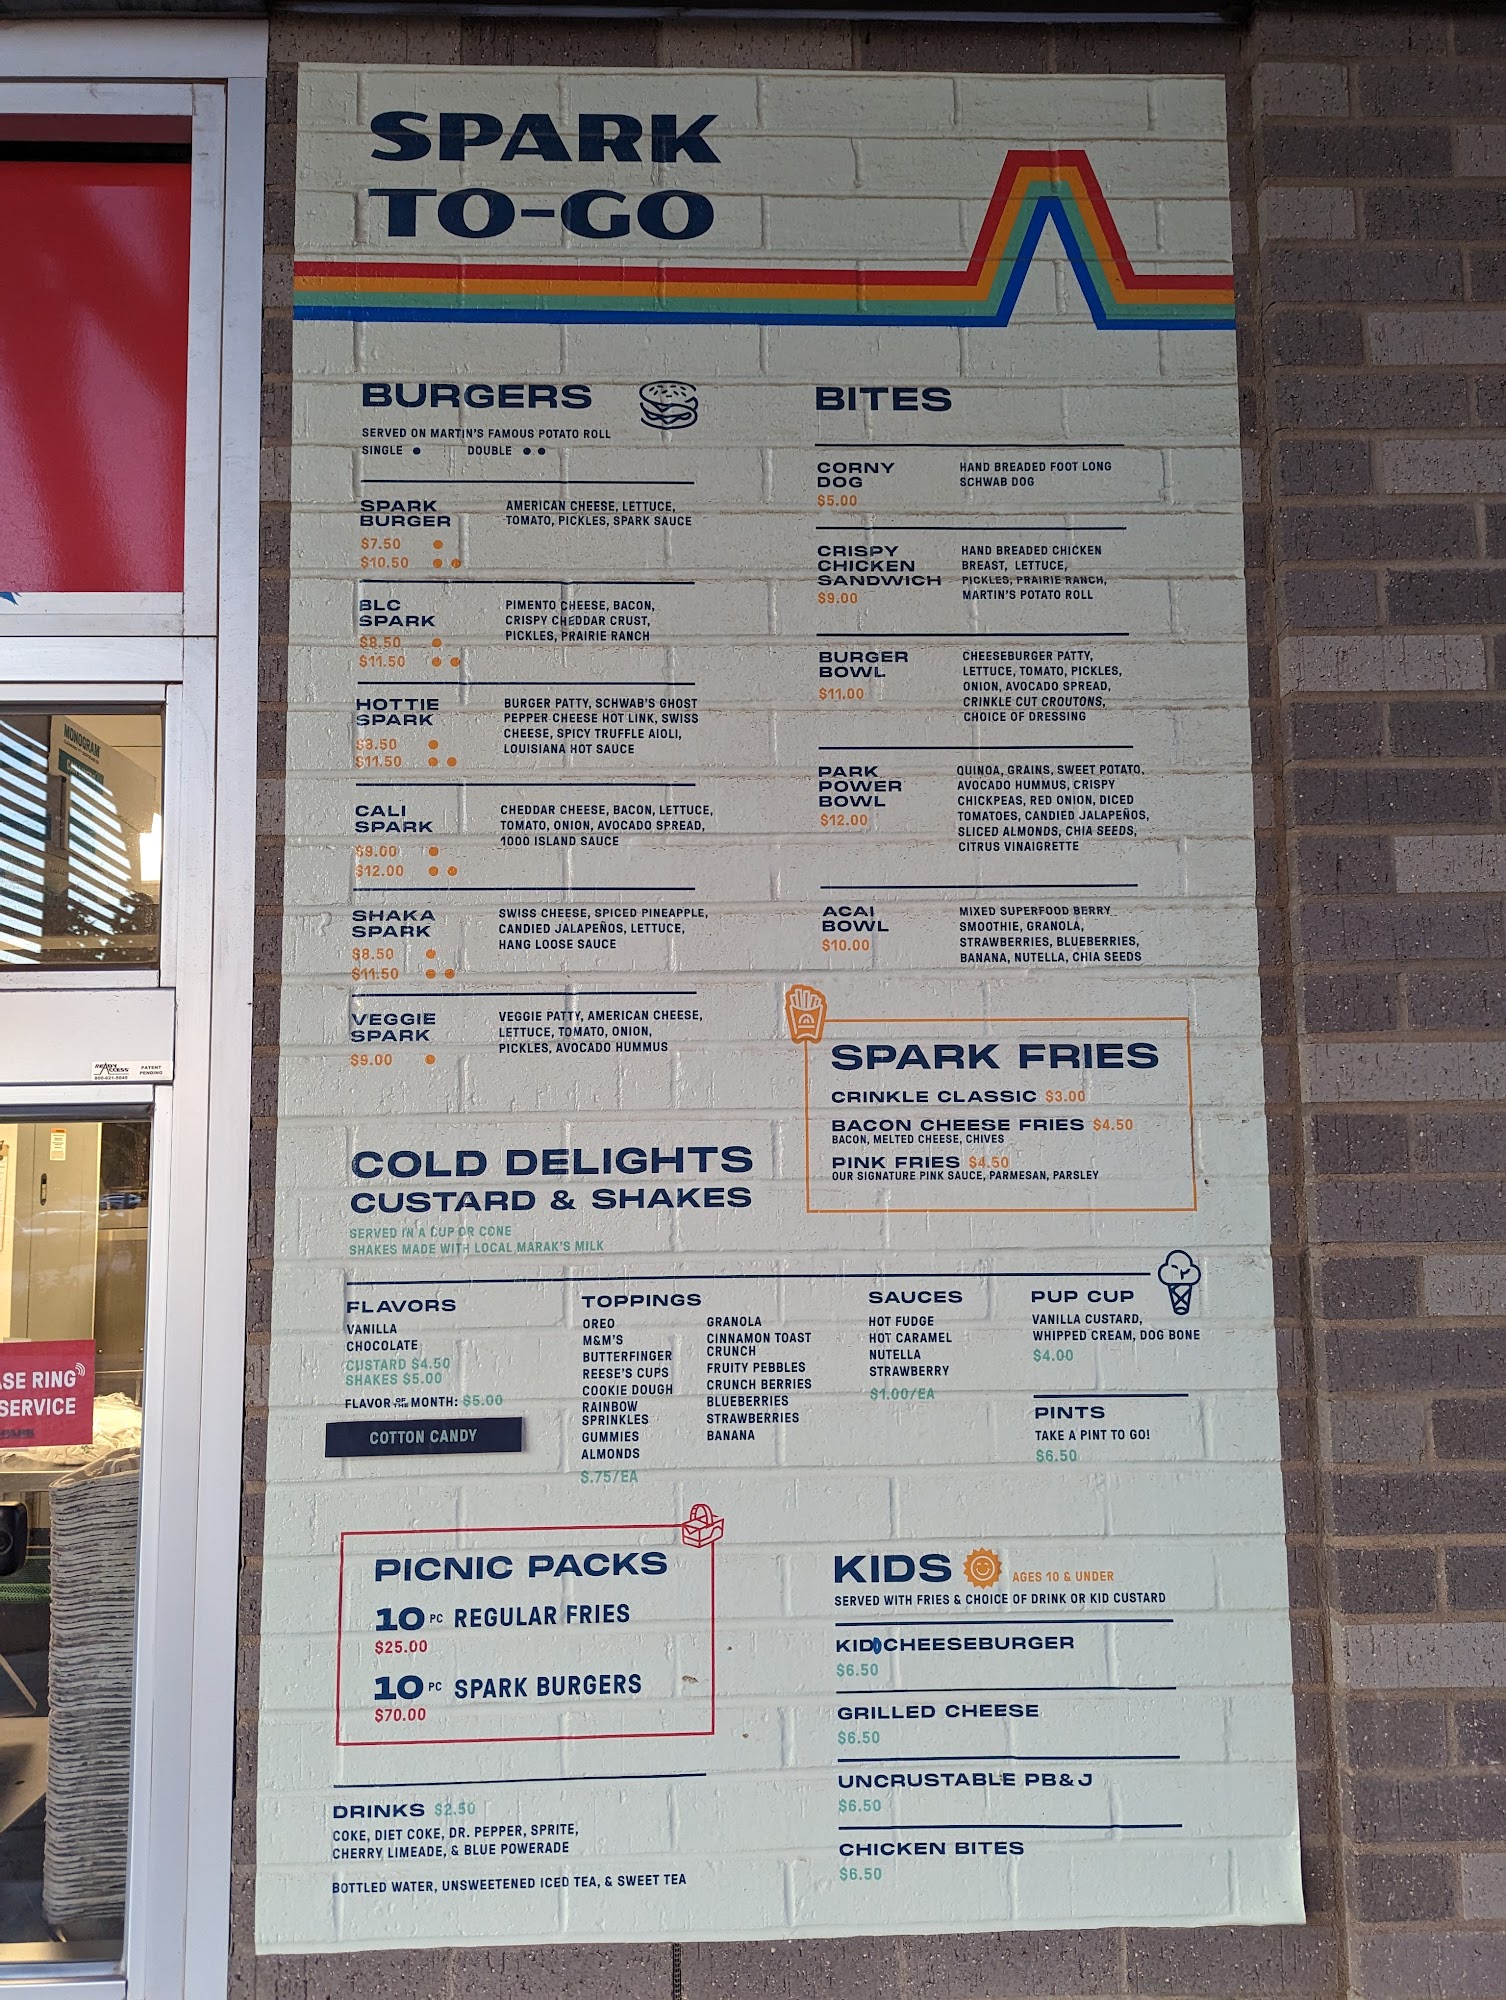 SPARK
TO-GO
BURGERS
SERVED ON MARTIN'S FAMOUS POTATO ROLL
SINGLE ● DOUBLE ● ●
SPARK
BURGER
$7.50 ●
$10.50 ● ●
AMERICAN CHEESE, LETTUCE,
TOMATO, PICKLES, SPARK SAUCE
BLC
SPARK
$8.50 ●
$11.50 ● ●
PIMENTO CHEESE, BACON,
CRISPY CHEDDAR CRUST,
PICKLES, PRAIRIE RANCH
HOTTIE
SPARK
$8.50 ●
$11.50 ● ●
BURGER PATTY, SCHWAB'S GHOST
PEPPER CHEESE HOT LINK, SWISS
CHEESE, SPICY TRUFFLE AIOLI,
LOUISIANA HOT SAUCE
CALI
SPARK
$9.00 ●
$12.00 ● ●
CHEDDAR CHEESE, BACON, LETTUCE,
TOMATO, ONION, AVOCADO SPREAD,
1000 ISLAND SAUCE
SHAKA
SPARK
$8.50 ●
$11.50 ● ●
SWISS CHEESE, SPICED PINEAPPLE,
CANDIED JALAPEÑOS, LETTUCE,
HANG LOOSE SAUCE
VEGGIE
SPARK
$9.00 ●
VEGGIE PATTY, AMERICAN CHEESE,
LETTUCE, TOMATO, ONION,
PICKLES, AVOCADO HUMMUS
BITES
CORNY
DOG
$5.00
HAND BREADED FOOT LONG
SCHWAB DOG
CRISPY
CHICKEN
SANDWICH
$9.00
HAND BREADED CHICKEN
BREAST, LETTUCE,
PICKLES, PRAIRIE RANCH,
MARTIN'S POTATO ROLL
BURGER
BOWL
$11.00
CHEESEBURGER PATTY,
LETTUCE, TOMATO, PICKLES,
ONION, AVOCADO SPREAD,
CRINKLE CUT CROUTONS,
CHOICE OF DRESSING
PARK
POWER
BOWL
$12.00
QUINOA, GRAINS, SWEET POTATO,
AVOCADO HUMMUS, CRISPY
CHICKPEAS, RED ONION, DICED
TOMATOES, CANDIED JALAPEÑOS,
SLICED ALMONDS, CHIA SEEDS,
CITRUS VINAIGRETTE
ACAI
BOWL
$10.00
MIXED SUPERFOOD BERRY
SMOOTHIE, GRANOLA,
STRAWBERRIES, BLUEBERRIES,
BANANA, NUTELLA, CHIA SEEDS
SPARK FRIES
CRINKLE CLASSIC $3.00
BACON CHEESE FRIES $4.50
BACON, MELTED CHEESE, CHIVES
PINK FRIES $4.50
OUR SIGNATURE PINK SAUCE, PARMESAN, PARSLEY
COLD DELIGHTS
CUSTARD & SHAKES
SERVED IN A CUP OR CONE
SHAKES MADE WITH LOCAL MARAK'S MILK
FLAVORS
VANILLA
CHOCOLATE
CUSTARD $4.50
SHAKES $5.00
FLAVOR OF THE MONTH: $5.00
COTTON CANDY
TOPPINGS
OREO
M&M'S
BUTTERFINGER
REESE'S CUPS
COOKIE DOUGH
RAINBOW
SPRINKLES
GUMMIES
ALMONDS
$.75/EA
GRANOLA
CINNAMON TOAST
CRUNCH
FRUITY PEBBLES
CRUNCH BERRIES
BLUEBERRIES
STRAWBERRIES
BANANA
SAUCES
HOT FUDGE
HOT CARAMEL
NUTELLA
STRAWBERRY
$1.00/EA
PUP CUP
VANILLA CUSTARD,
WHIPPED CREAM, DOG BONE
$4.00
PINTS
TAKE A PINT TO GO!
$6.50
PICNIC PACKS
10 PC REGULAR FRIES
$25.00
10 PC SPARK BURGERS
$70.00
DRINKS $2.50
COKE, DIET COKE, DR. PEPPER, SPRITE,
CHERRY LIMEADE, & BLUE POWERADE
BOTTLED WATER, UNSWEETENED ICED TEA, & SWEET TEA
KIDS
AGES 10 & UNDER
SERVED WITH FRIES & CHOICE OF DRINK OR KID CUSTARD
KID CHEESEBURGER
$6.50
GRILLED CHEESE
$6.50
UNCRUSTABLE PB&J
$6.50
CHICKEN BITES
$6.50
MONOGRAM
READY ACCESS
800-621-5045
PATENT
PENDING
SE RING
SERVICE